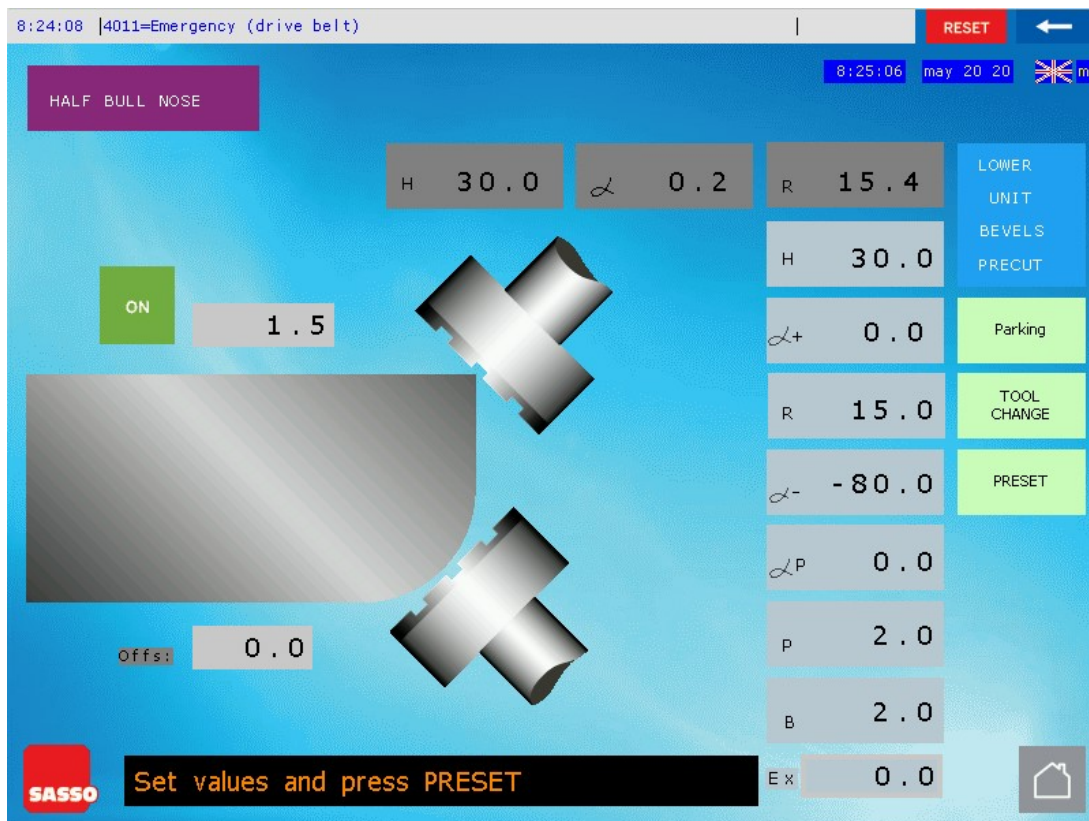 8:24:08 |4011=Emergency (drive belt) |
RESET
8:25:06 may 20 20 m
HALF BULL NOSE
H 30.0 α 0.2 R 15.4
LOWER
UNIT
BEVELS
PRECUT
H 30.0
ON
1.5
α+ 0.0
Parking
R 15.0
TOOL
CHANGE
α- -80.0
PRESET
αP 0.0
Offs: 0.0
P 2.0
B 2.0
SASSO
Set values and press PRESET
Ex 0.0